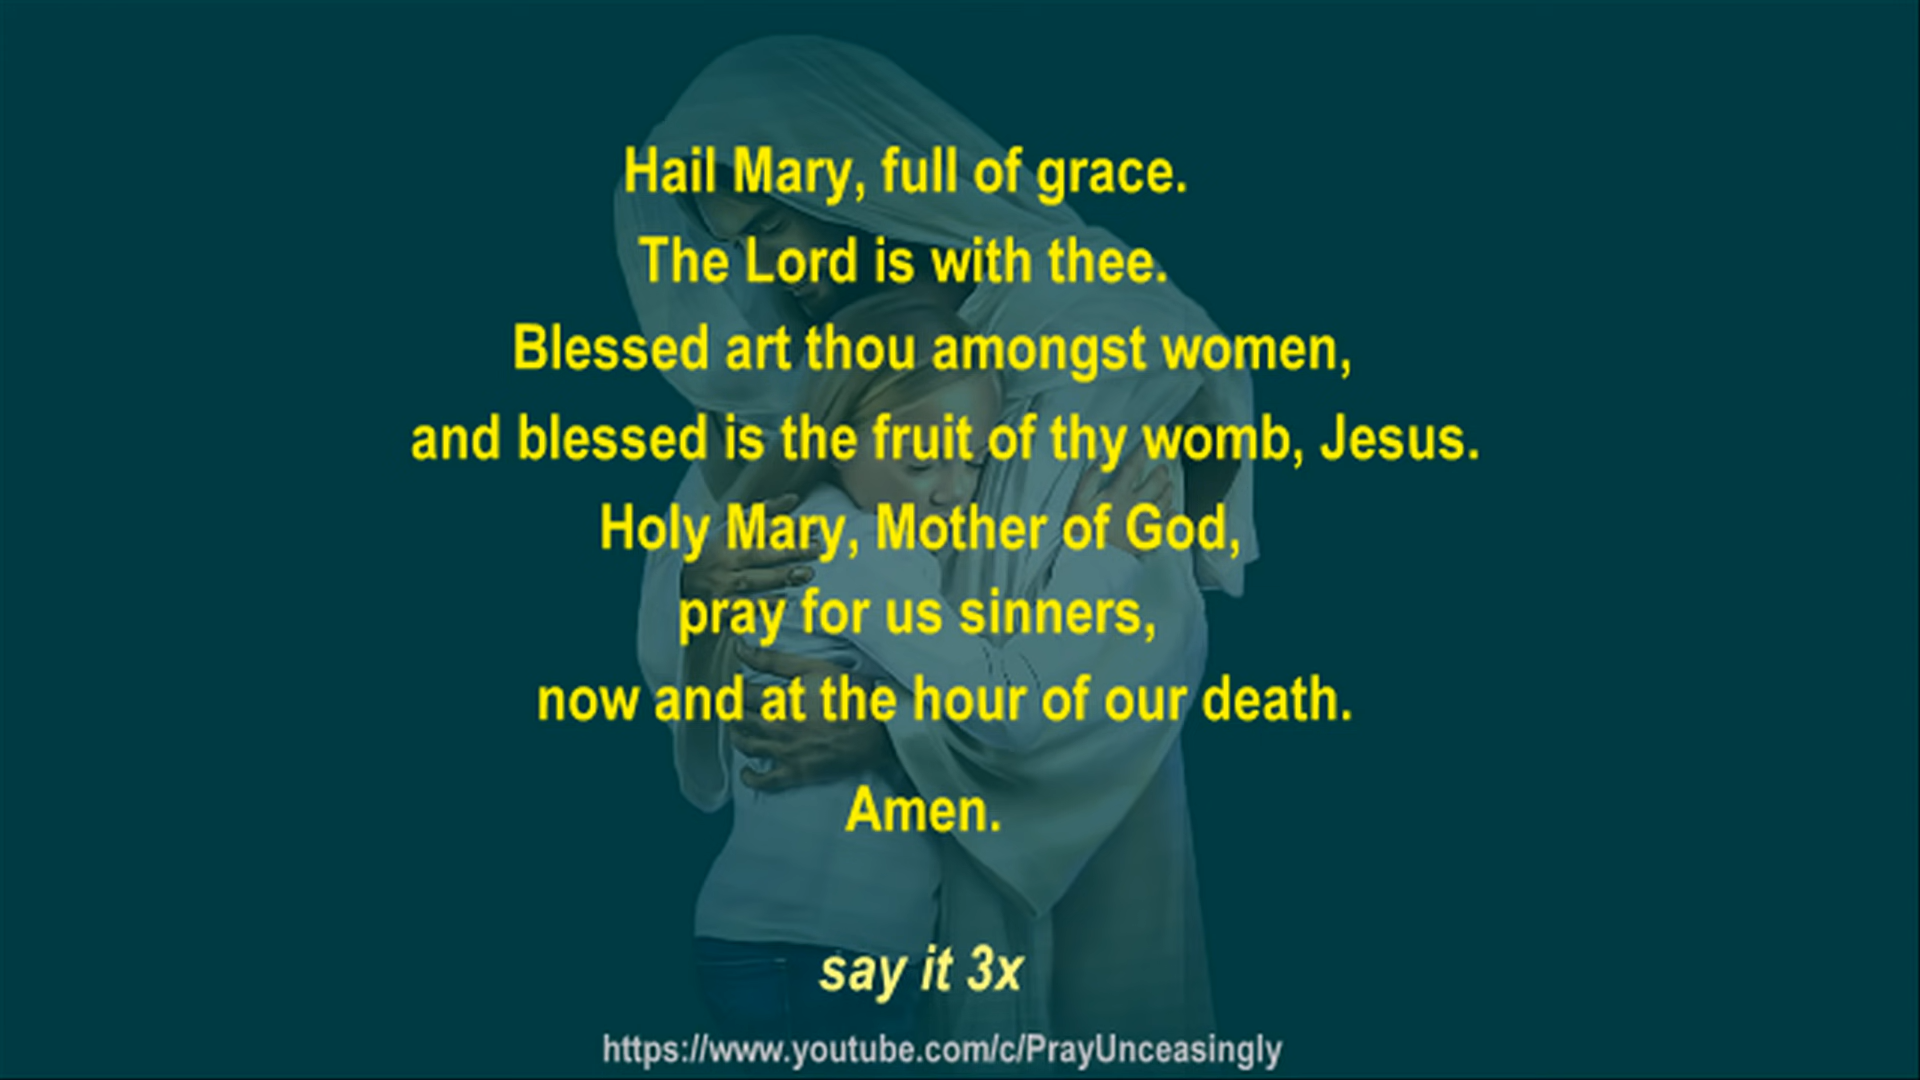 Hail Mary, full of grace.
The Lord is with thee.
Blessed art thou amongst women,
and blessed is the fruit of thy womb, Jesus.
Holy Mary, Mother of God,
pray for us sinners,
now and at the hour of our death.
Amen.
say it 3x
https://www.youtube.com/c/PrayUnceasingly